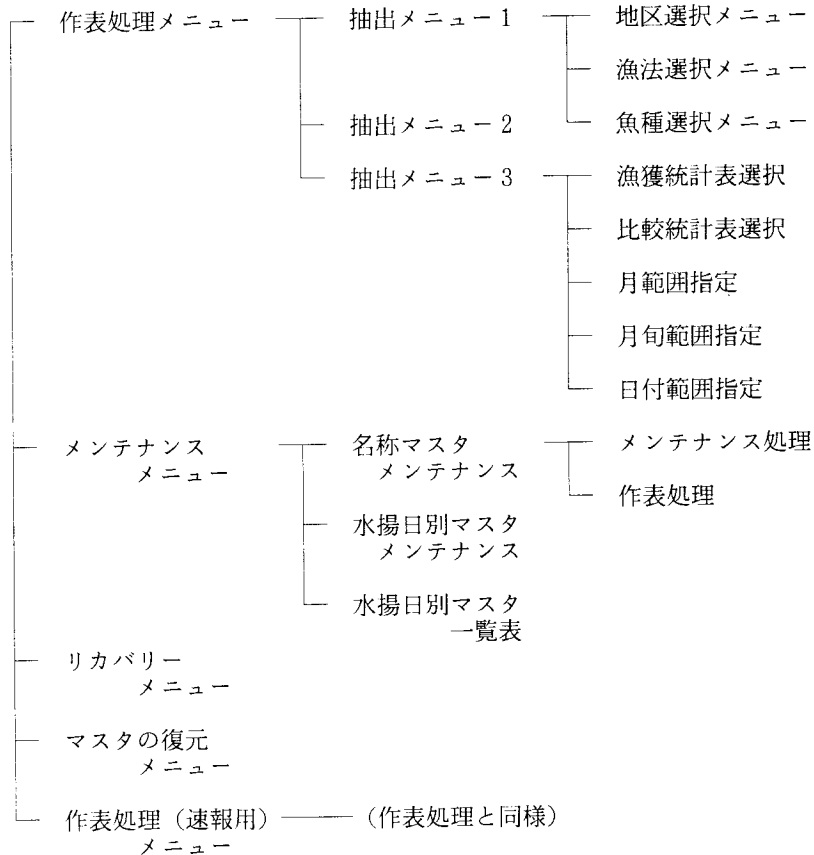 作表処理メニュー
抽出メニュー1
地区選択メニュー
漁法選択メニュー
抽出メニュー2
魚種選択メニュー
抽出メニュー3
漁獲統計表選択
比較統計表選択
月範囲指定
月旬範囲指定
日付範囲指定
メンテナンス
メニュー
名称マスタ
メンテナンス
メンテナンス処理
作表処理
水揚日別マスタ
メンテナンス
水揚日別マスタ
一覧表
リカバリー
メニュー
マスタの復元
メニュー
作表処理(速報用)
メニュー
(作表処理と同様)